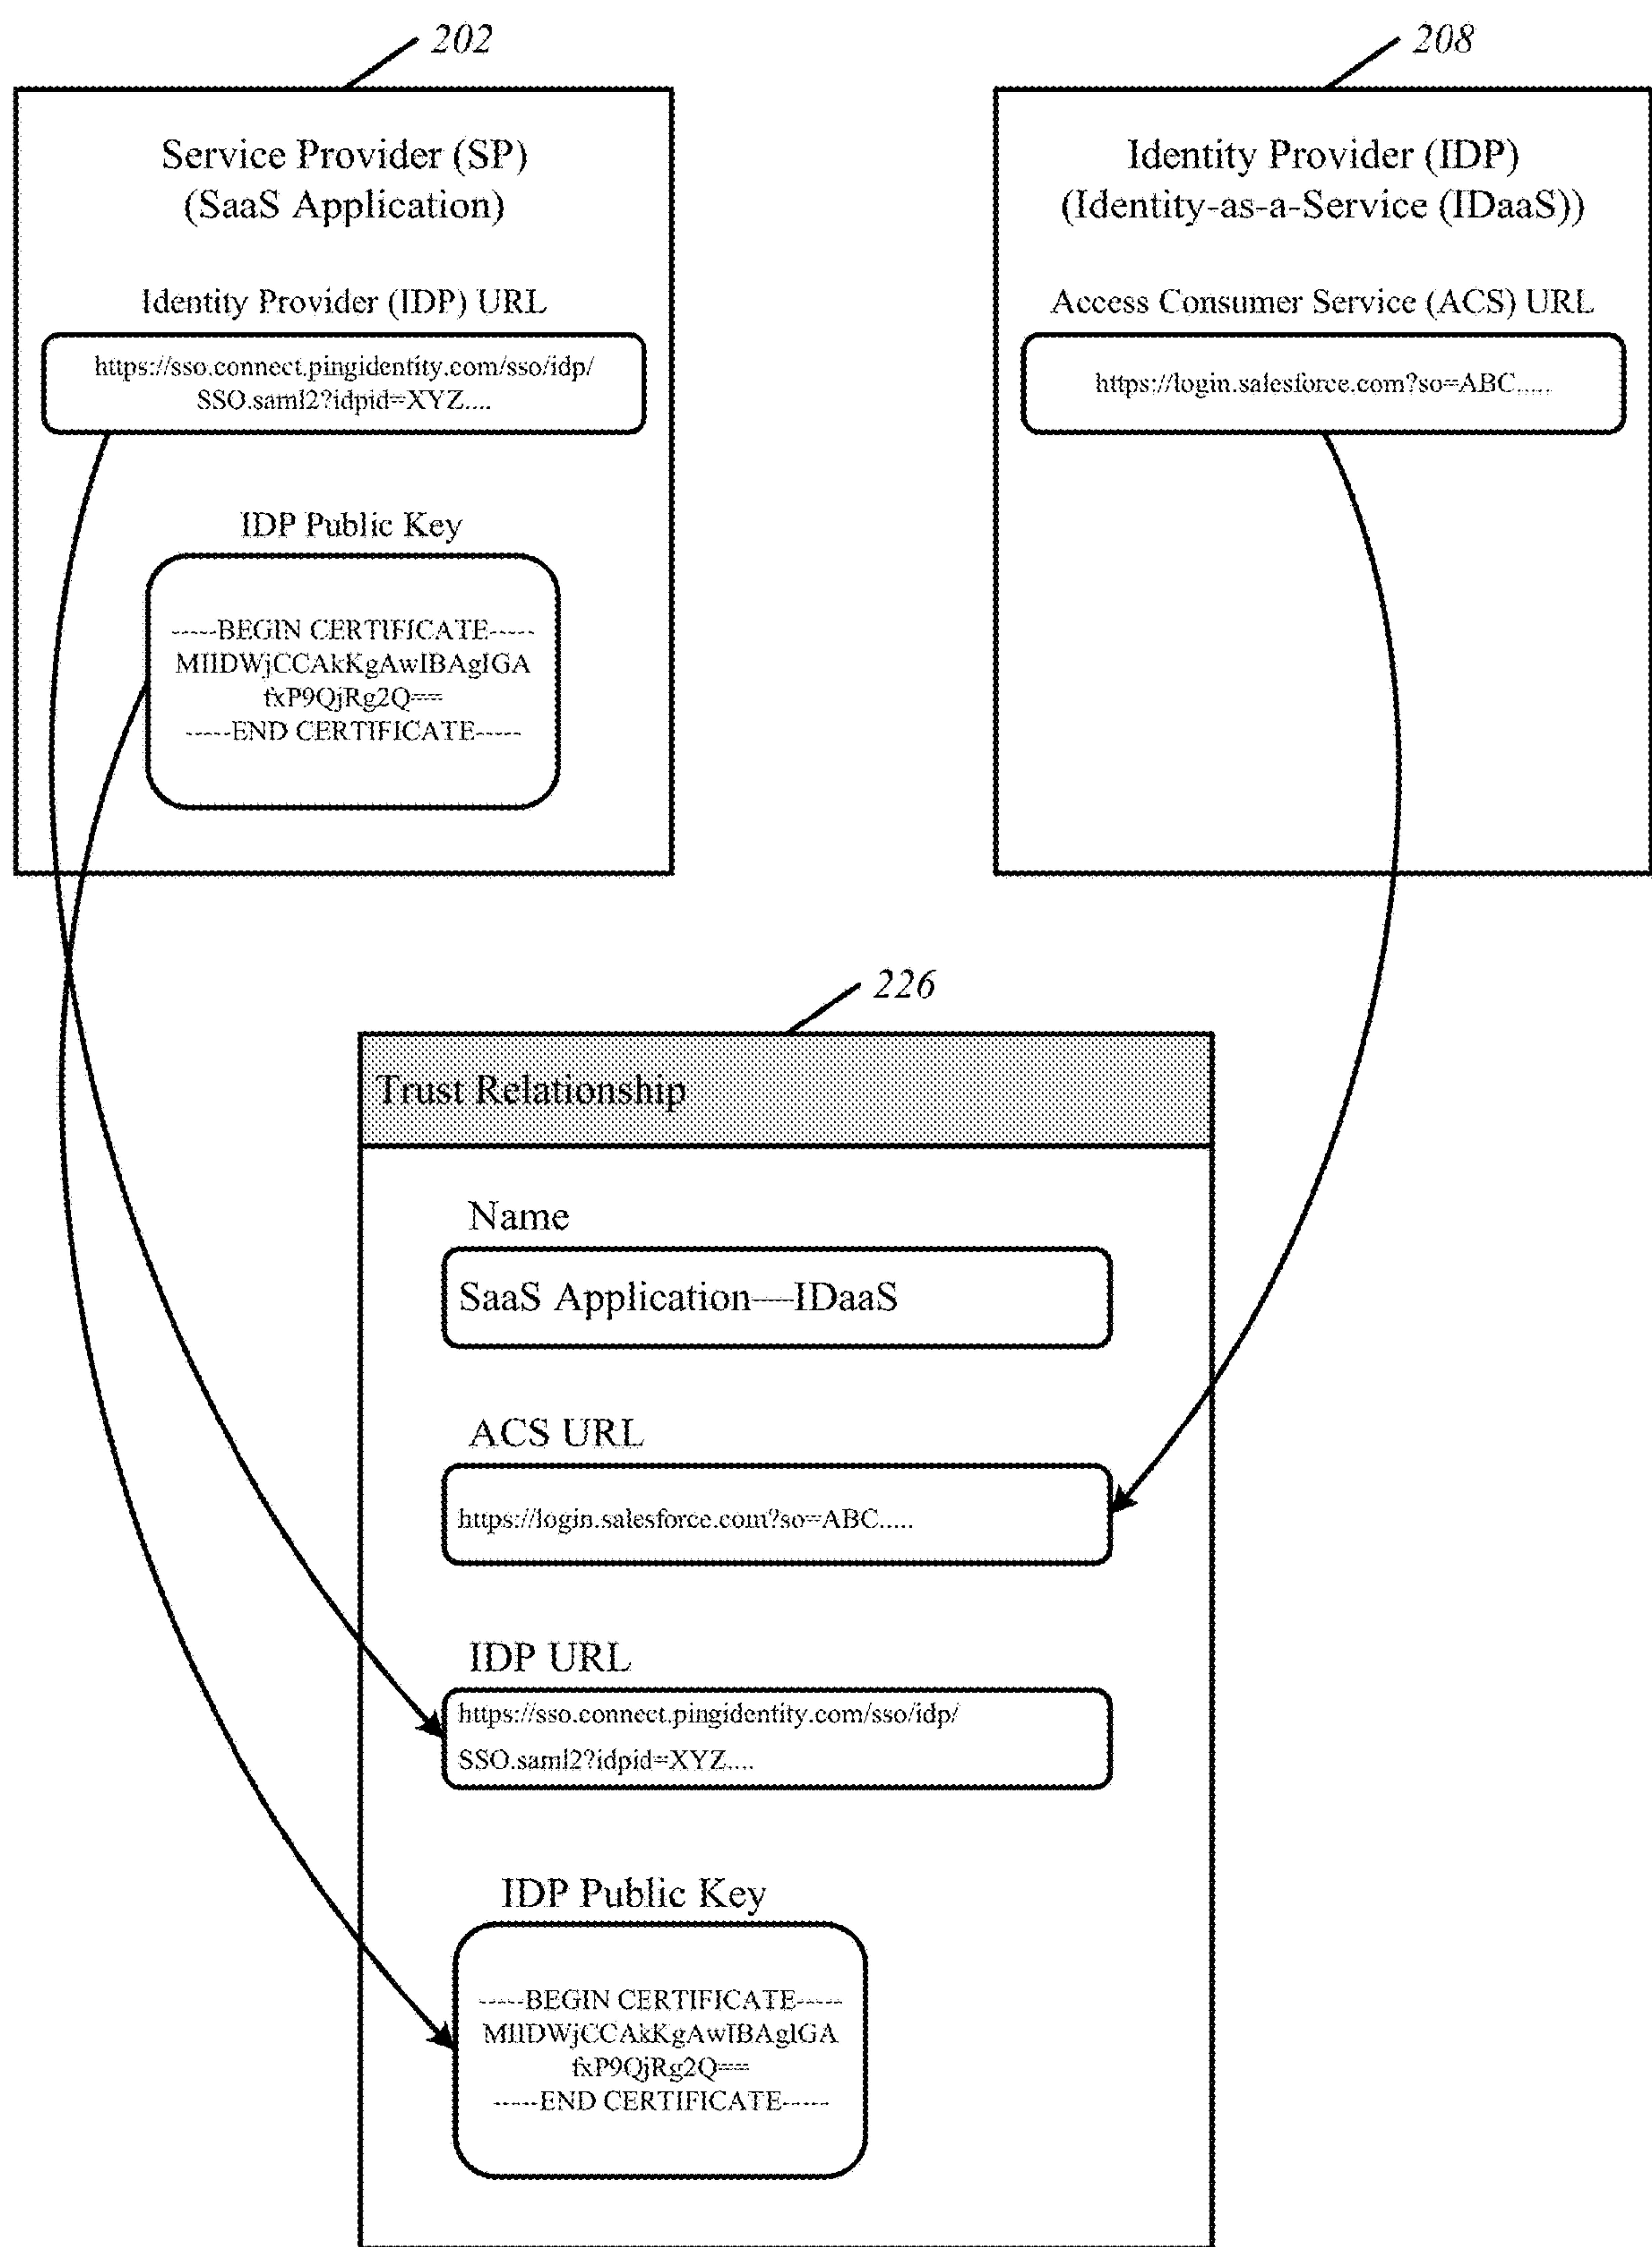 202
Service Provider (SP)
(SaaS Application)
Identity Provider (IDP) URL
https://sso.connect.pingidentity.com/sso/idp/
SSO.saml2?idpid=XYZ....
IDP Public Key
-----BEGIN CERTIFICATE-----
MIIDWjCCAkKgAwIBAgIGA
fxP9QjRg2Q==
-----END CERTIFICATE-----
208
Identity Provider (IDP)
(Identity-as-a-Service (IDaaS))
Access Consumer Service (ACS) URL
https://login.salesforce.com?so=ABC.....
226
Trust Relationship
Name
SaaS Application—IDaaS
ACS URL
https://login.salesforce.com?so=ABC.....
IDP URL
https://sso.connect.pingidentity.com/sso/idp/
SSO.saml2?idpid=XYZ....
IDP Public Key
-----BEGIN CERTIFICATE-----
MIIDWjCCAkKgAwIBAgIGA
fxP9QjRg2Q==
-----END CERTIFICATE-----